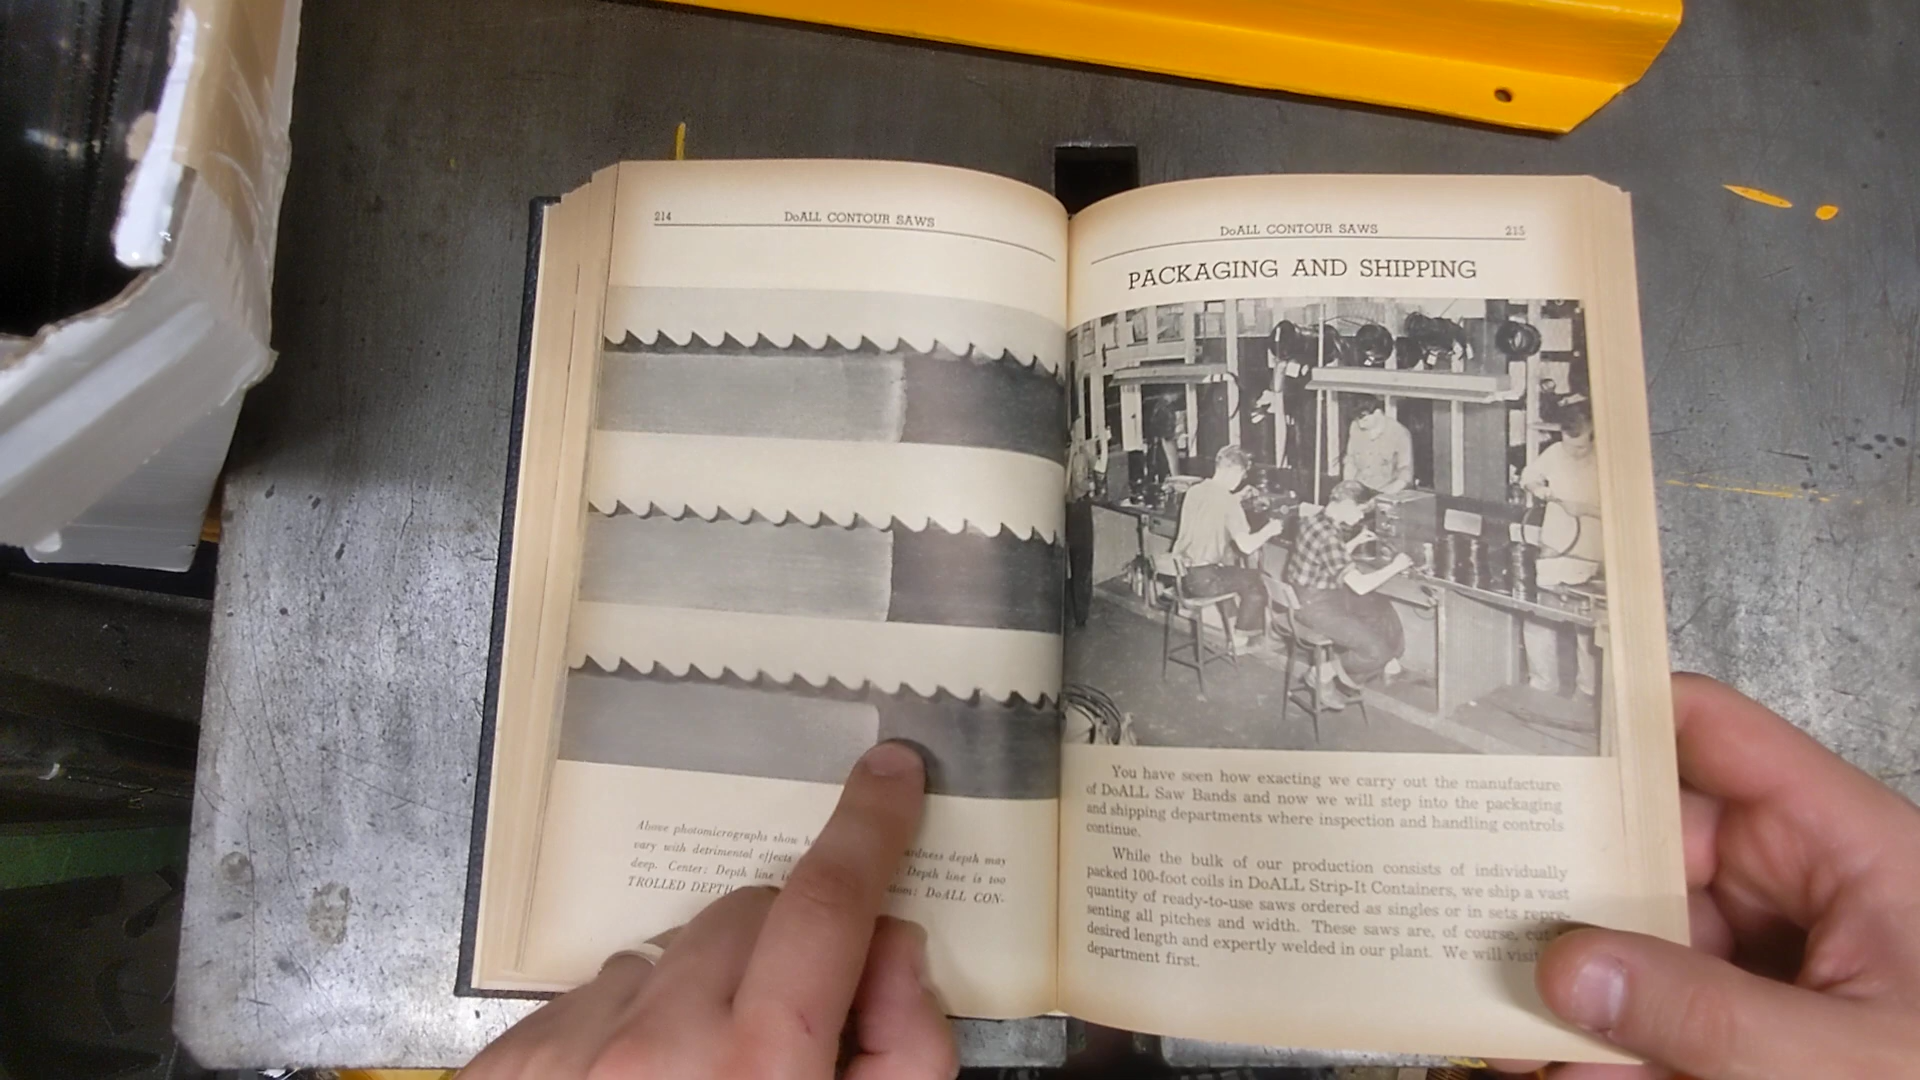 214
DoALL CONTOUR SAWS
Above photomicrographs show ardness depth may
vary with detrimental effects Depth line is too
deep. Center: Depth line is DoALL CON-
TROLLED DEPTH
DoALL CONTOUR SAWS
215
PACKAGING AND SHIPPING
You have seen how exacting we carry out the manufacture
of DoALL Saw Bands and now we will step into the packaging
and shipping departments where inspection and handling controls
continue.
While the bulk of our production consists of individually
packed 100-foot coils in DoALL Strip-It Containers, we ship a vast
quantity of ready-to-use saws ordered as singles or in sets repre-
senting all pitches and width. These saws are, of course, cut
desired length and expertly welded in our plant. We will visit
department first.